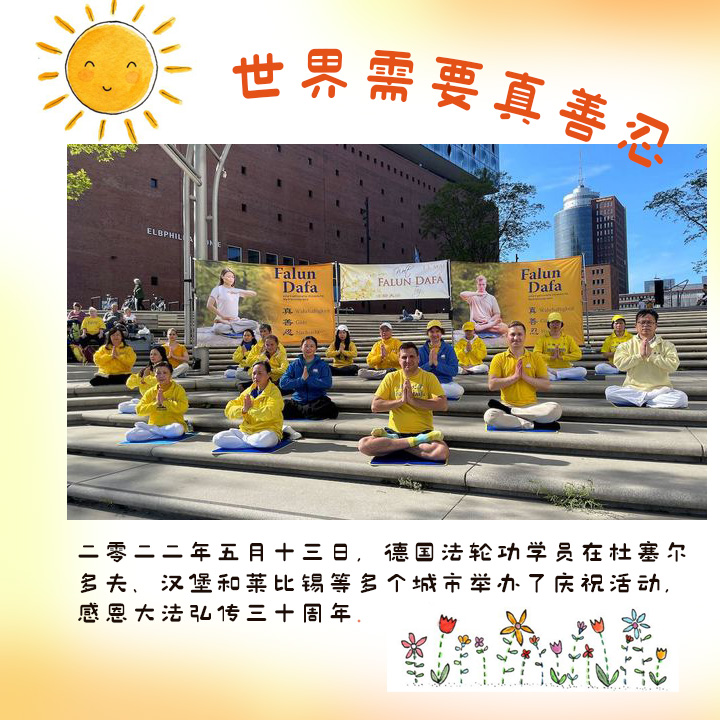 世界需要真善忍
ELBPHILHARMONIE
Falun Dafa
真善忍
FALUN DAFA
Falun Dafa
真善忍
二零二二年五月十三日，德国法轮功学员在杜塞尔
多夫、汉堡和莱比锡等多个城市举办了庆祝活动，
感恩大法弘传三十周年.